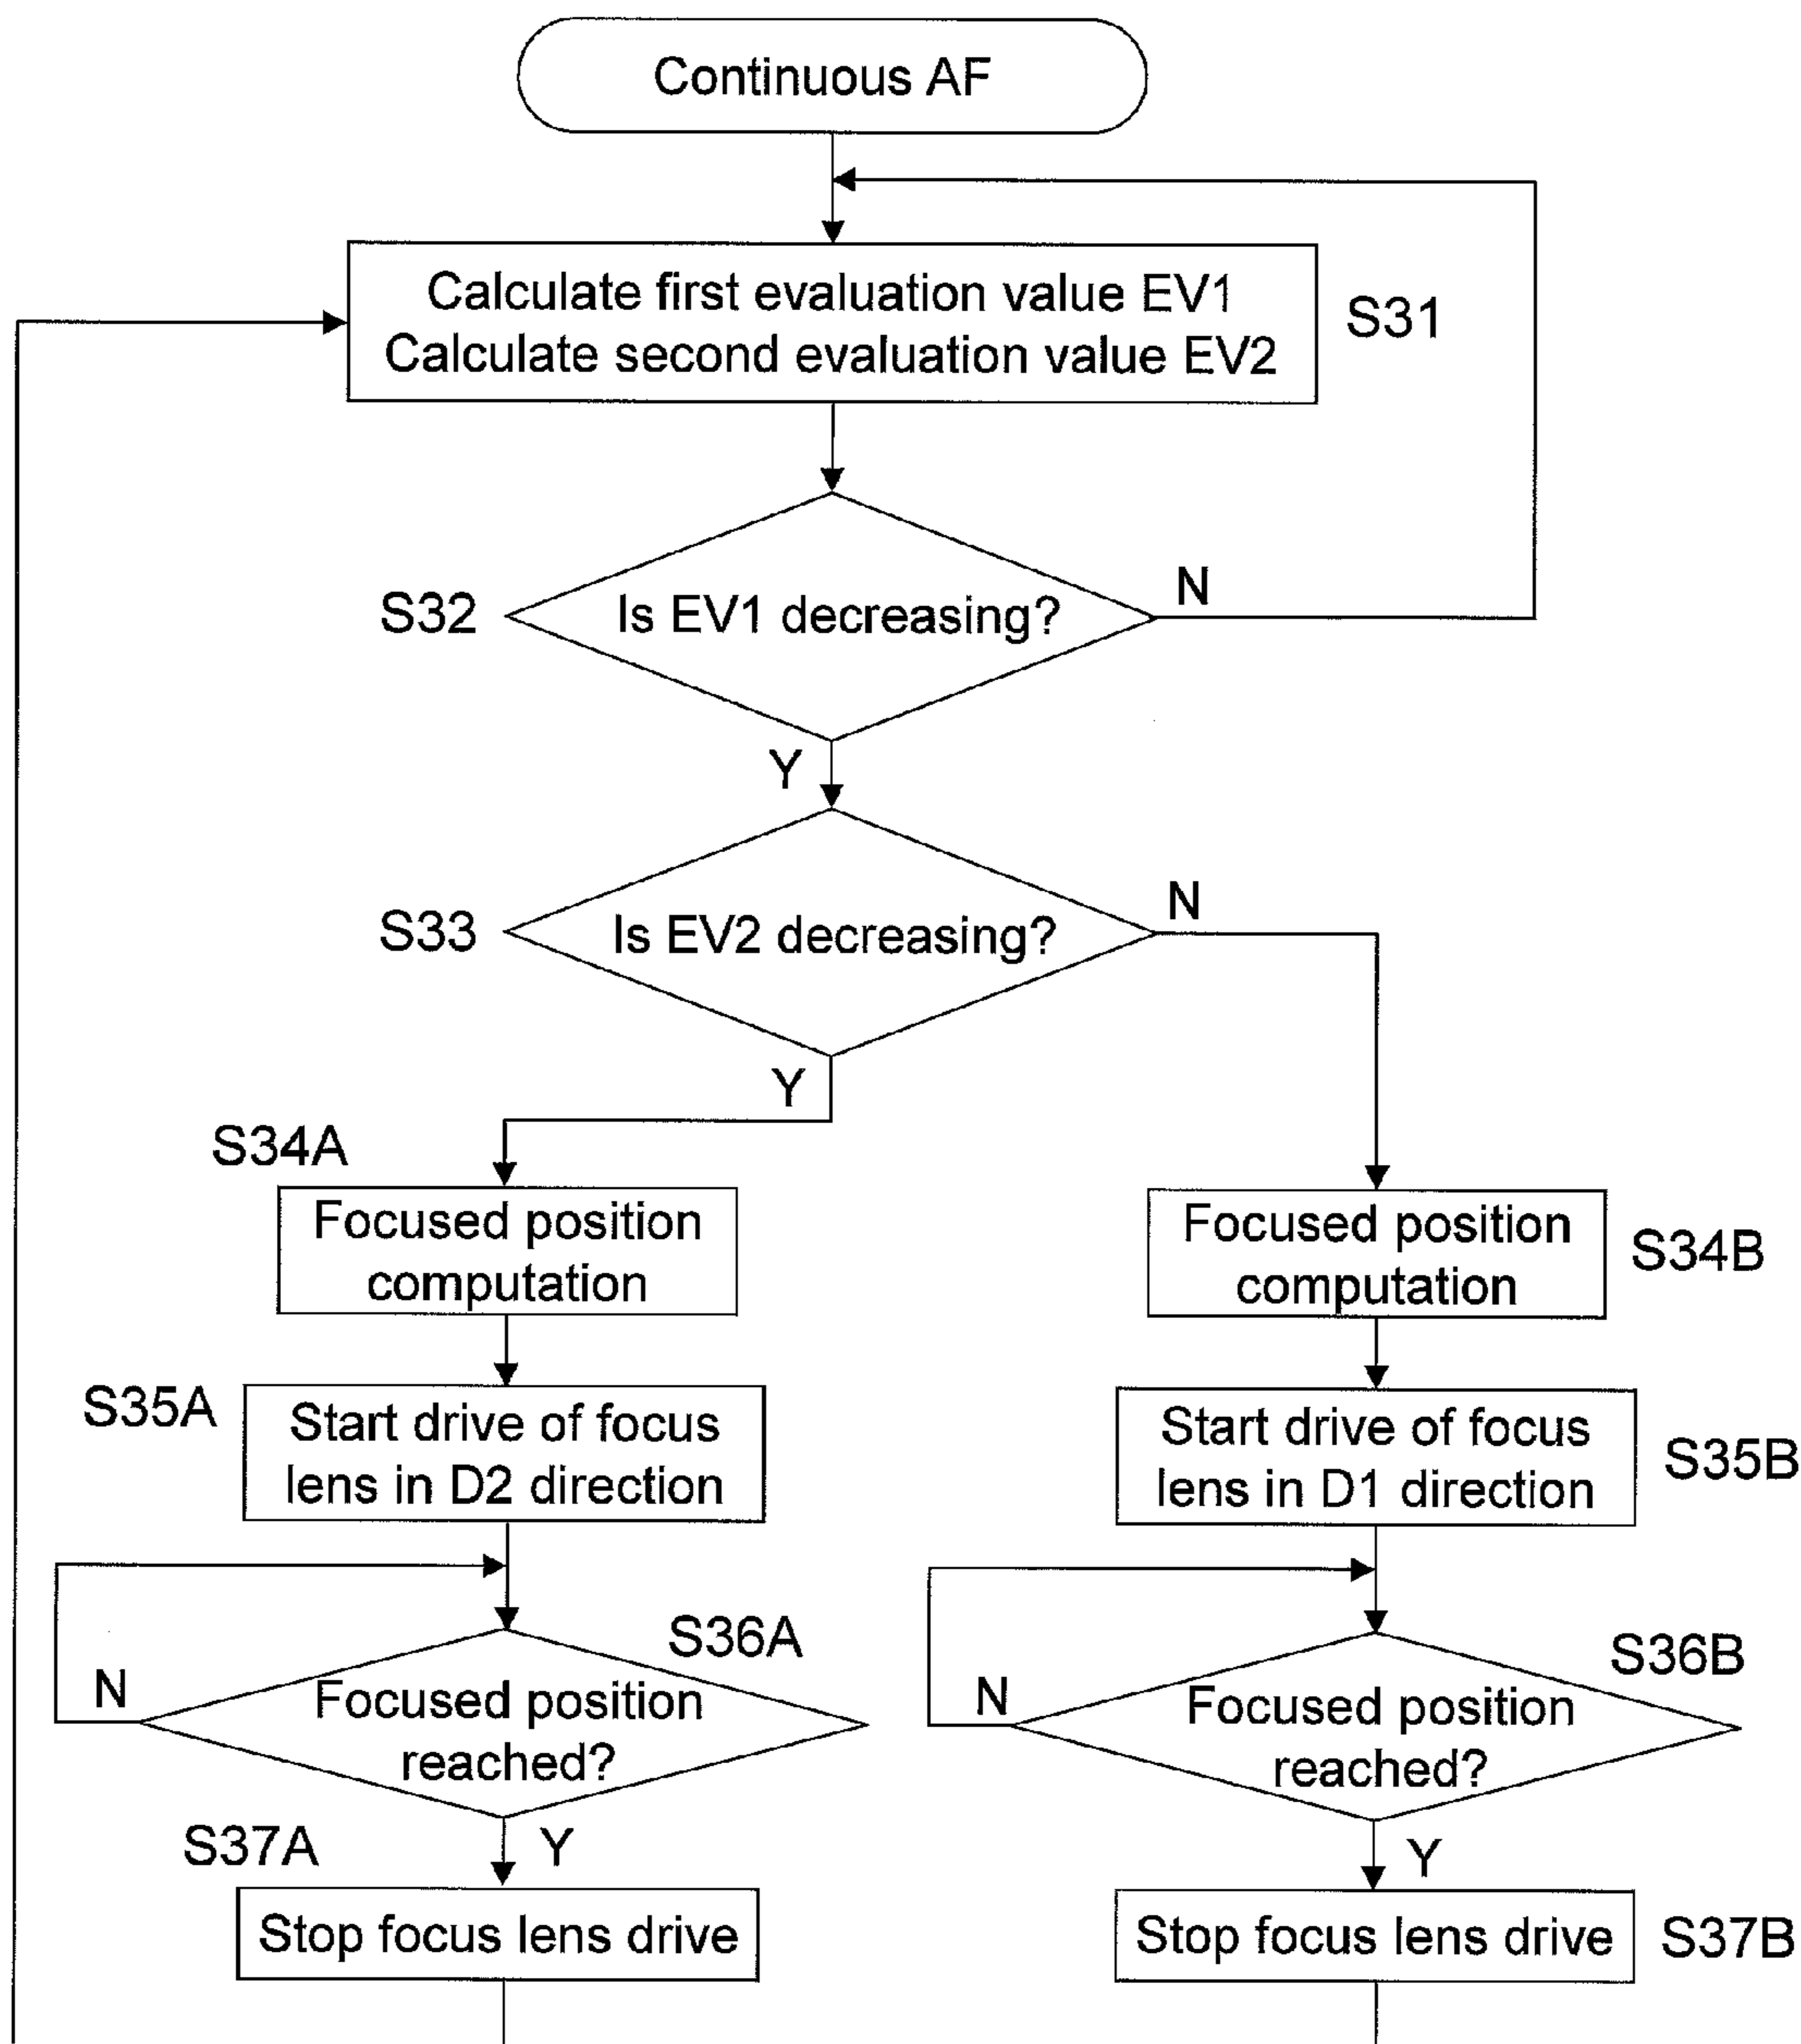 Continuous AF
Calculate first evaluation value EV1
Calculate second evaluation value EV2
S31
S32
Is EV1 decreasing?
N
Y
S33
Is EV2 decreasing?
N
Y
S34A
Focused position
computation
Focused position
computation
S34B
S35A
Start drive of focus
lens in D2 direction
Start drive of focus
lens in D1 direction
S35B
S36A
N
Focused position
reached?
S36B
N
Focused position
reached?
S37A
Y
Y
Stop focus lens drive
Stop focus lens drive
S37B